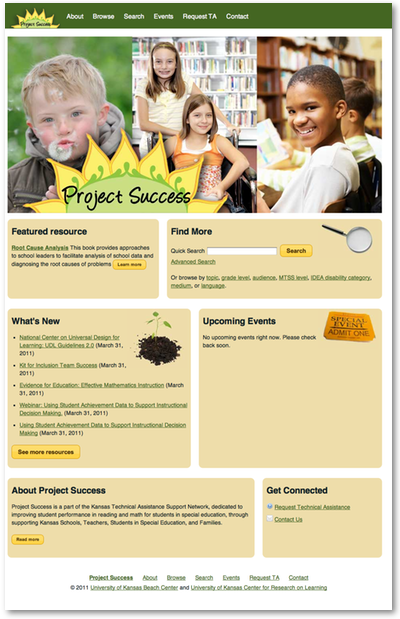 Project Success
About Browse Search Events Request TA Contact
Project Success
Featured resource
Root Cause Analysis This book provides approaches
to school leaders to facilitate analysis of school data and
diagnosing the root causes of problems Learn more
Find More
Quick Search Search
Advanced Search
Or browse by topic, grade level, audience, MTSS level, IDEA disability category,
medium, or language.
What's New
National Center on Universal Design for
Learning: UDL Guidelines 2.0 (March 31,
2011)
Kit for Inclusion Team Success (March 31,
2011)
Evidence for Education: Effective Mathematics Instruction (March
31, 2011)
Webinar: Using Student Achievement Data to Support Instructional
Decision Making. (March 31, 2011)
Using Student Achievement Data to Support Instructional Decision
Making (March 31, 2011)
See more resources
Upcoming Events
No upcoming events right now. Please check
back soon.
SPECIAL
EVENT
ADMIT ONE
About Project Success
Project Success is a part of the Kansas Technical Assistance Support Network, dedicated to
improving student performance in reading and math for students in special education, through
supporting Kansas Schools, Teachers, Students in Special Education, and Families.
Read more
Get Connected
Request Technical Assistance
Contact Us
Project Success About Browse Search Events Request TA Contact
© 2011 University of Kansas Beach Center and University of Kansas Center for Research on Learning